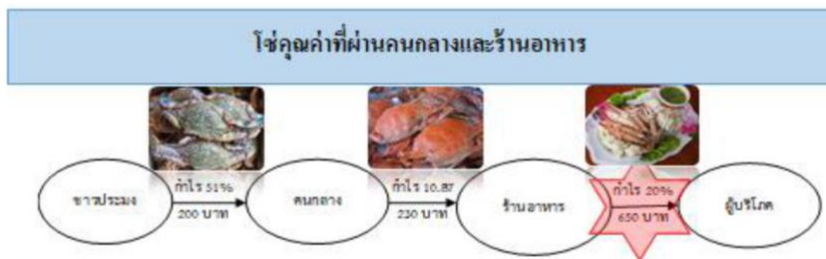 โซ่คุณค่าที่ผ่านคนกลางและร้านอาหาร
ชาวประมง
กำไร 51%
200 บาท
คนกลาง
กำไร 10.87
230 บาท
ร้านอาหาร
กำไร 20%
650 บาท
ผู้บริโภค